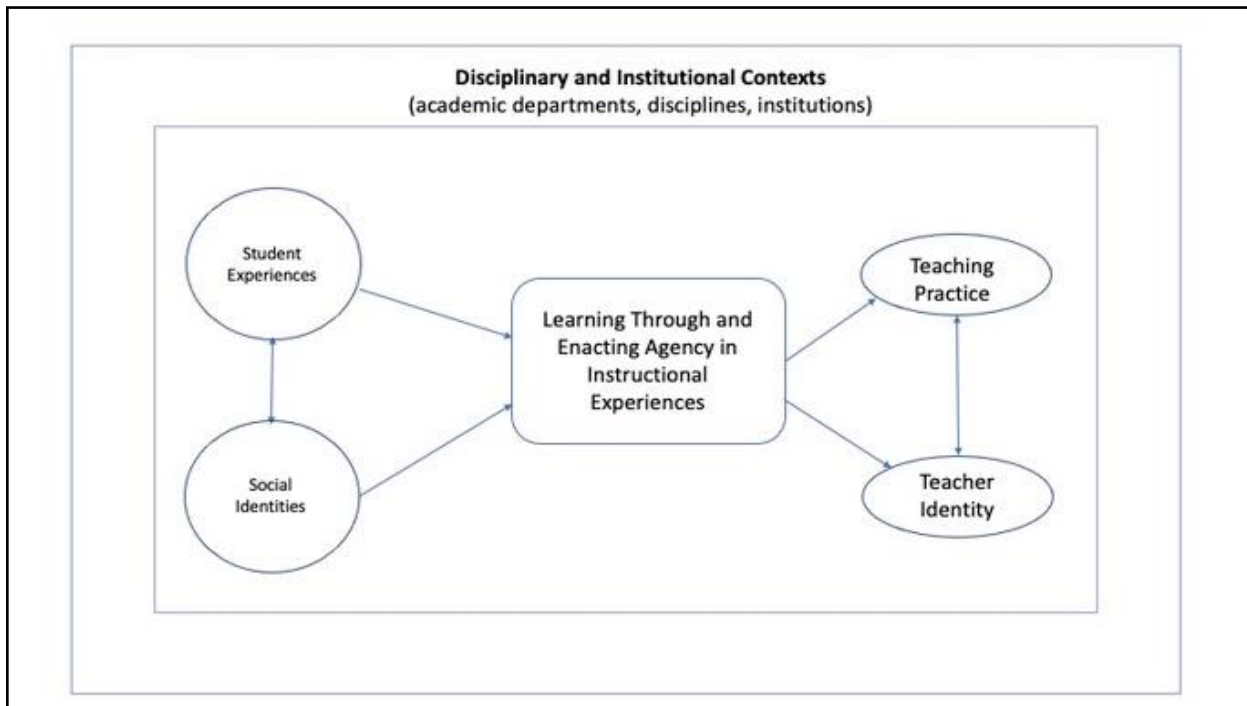 Disciplinary and Institutional Contexts
(academic departments, disciplines, institutions)
Student
Experiences
Social
Identities
Learning Through and
Enacting Agency in
Instructional
Experiences
Teaching
Practice
Teacher
Identity